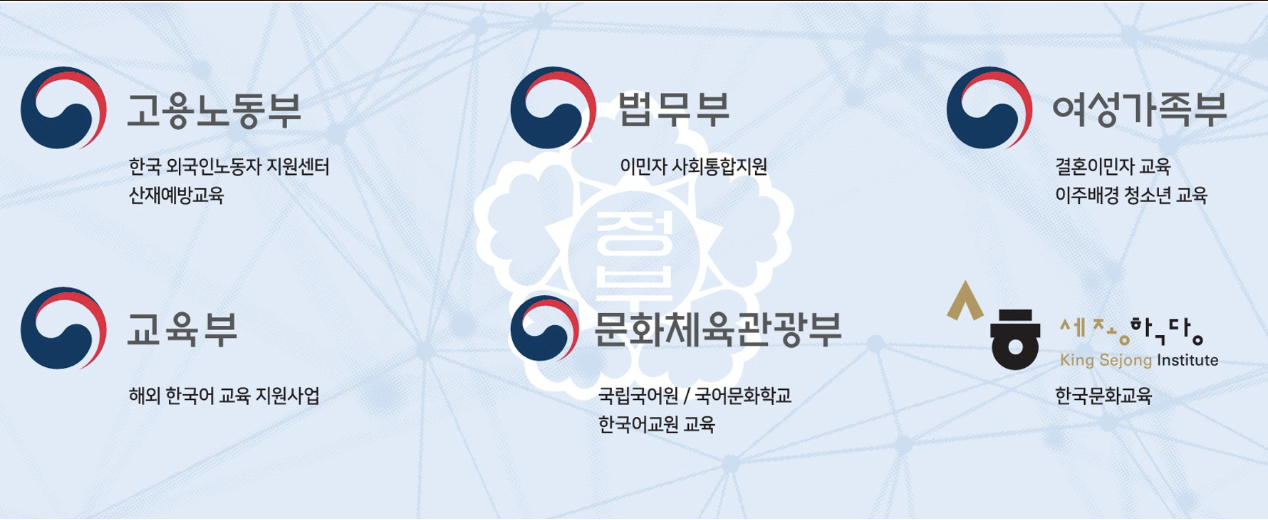 고용노동부
한국 외국인노동자 지원센터
산재예방교육
법무부
이민자 사회통합지원
여성가족부
결혼이민자 교육
이주배경 청소년 교육
정부
교육부
해외 한국어 교육 지원사업
문화체육관광부
국립국어원 / 국어문화학교
한국어교원 교육
세종학당
King Sejong Institute
한국문화교육